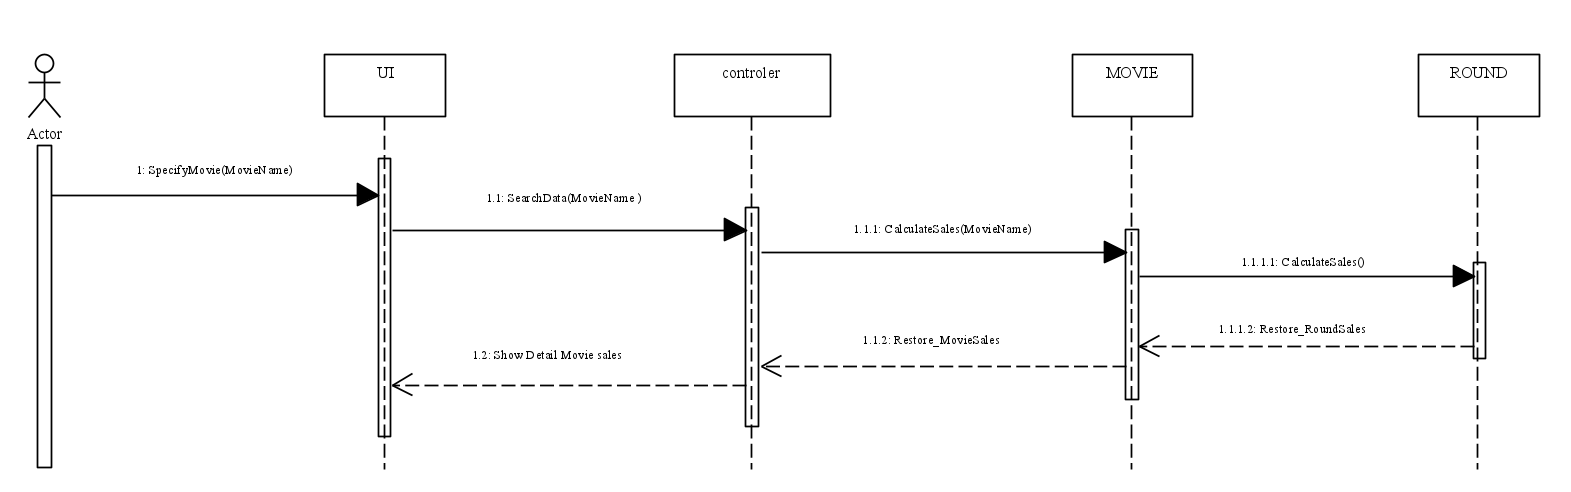 UI
controler
MOVIE
ROUND
Actor
1: SpecifyMovie(MovieName)
1.1: SearchData(MovieName )
1.1.1: CalculateSales(MovieName)
1.1.1.1: CalculateSales()
1.1.1.2: Restore_RoundSales
1.1.2: Restore_MovieSales
1.2: Show Detail Movie sales